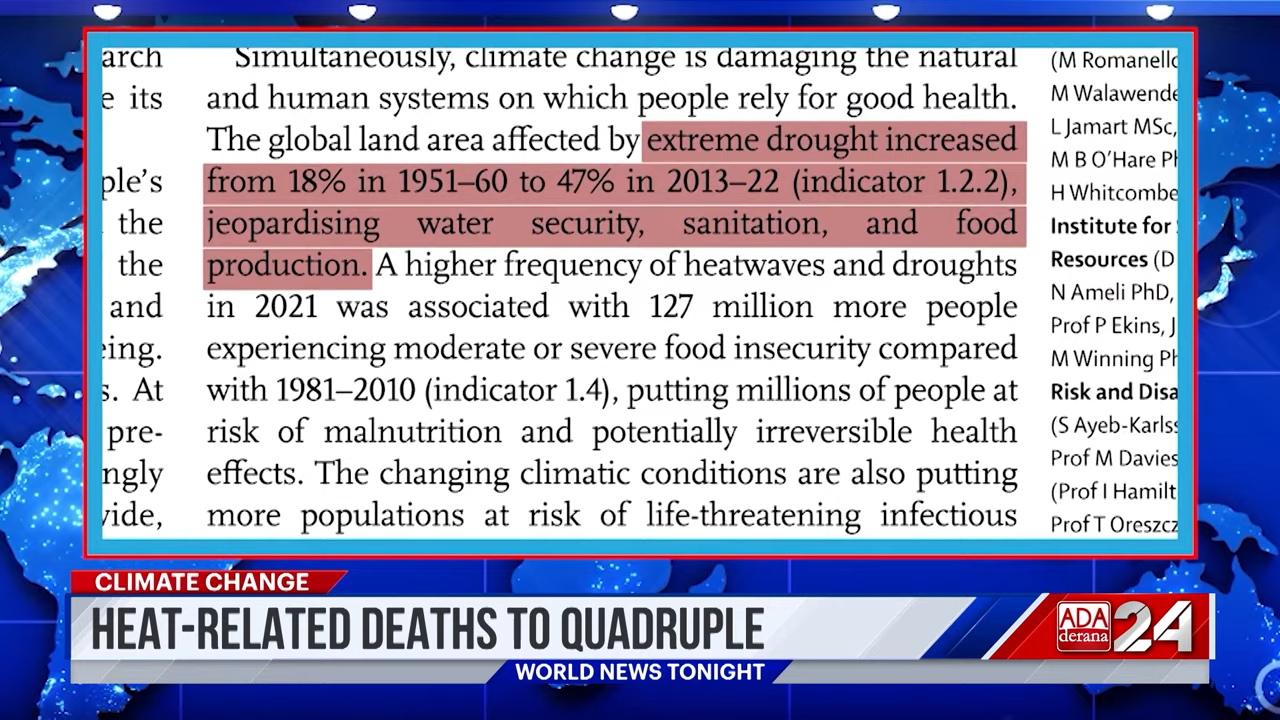 arch
e its
ple's
the
the
and
eing.
s. At
pre-
ngly
vide,
Simultaneously, climate change is damaging the natural
and human systems on which people rely for good health.
The global land area affected by extreme drought increased
from 18% in 1951–60 to 47% in 2013–22 (indicator 1.2.2),
jeopardising water security, sanitation, and food
production. A higher frequency of heatwaves and droughts
in 2021 was associated with 127 million more people
experiencing moderate or severe food insecurity compared
with 1981–2010 (indicator 1.4), putting millions of people at
risk of malnutrition and potentially irreversible health
effects. The changing climatic conditions are also putting
more populations at risk of life-threatening infectious
(M Romanello
M Walawende
L Jamart MSc,
M B O'Hare Ph
H Whitcombe
Institute for S
Resources (D
N Ameli PhD,
Prof P Ekins, J
M Winning Ph
Risk and Disa
(S Ayeb-Karlss
Prof M Davies
(Prof I Hamilt
Prof T Oreszcz
CLIMATE CHANGE
HEAT-RELATED DEATHS TO QUADRUPLE
ADA
derana
24
WORLD NEWS TONIGHT